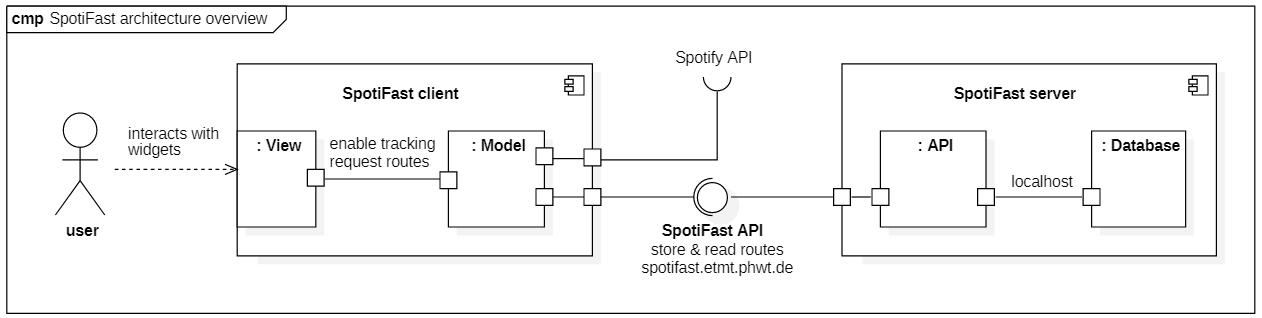 cmp SpotiFast architecture overview
Spotify API
SpotiFast client
SpotiFast server
interacts with
widgets
: View
enable tracking
request routes
: Model
: API
: Database
localhost
user
SpotiFast API
store & read routes
spotifast.etmt.phwt.de